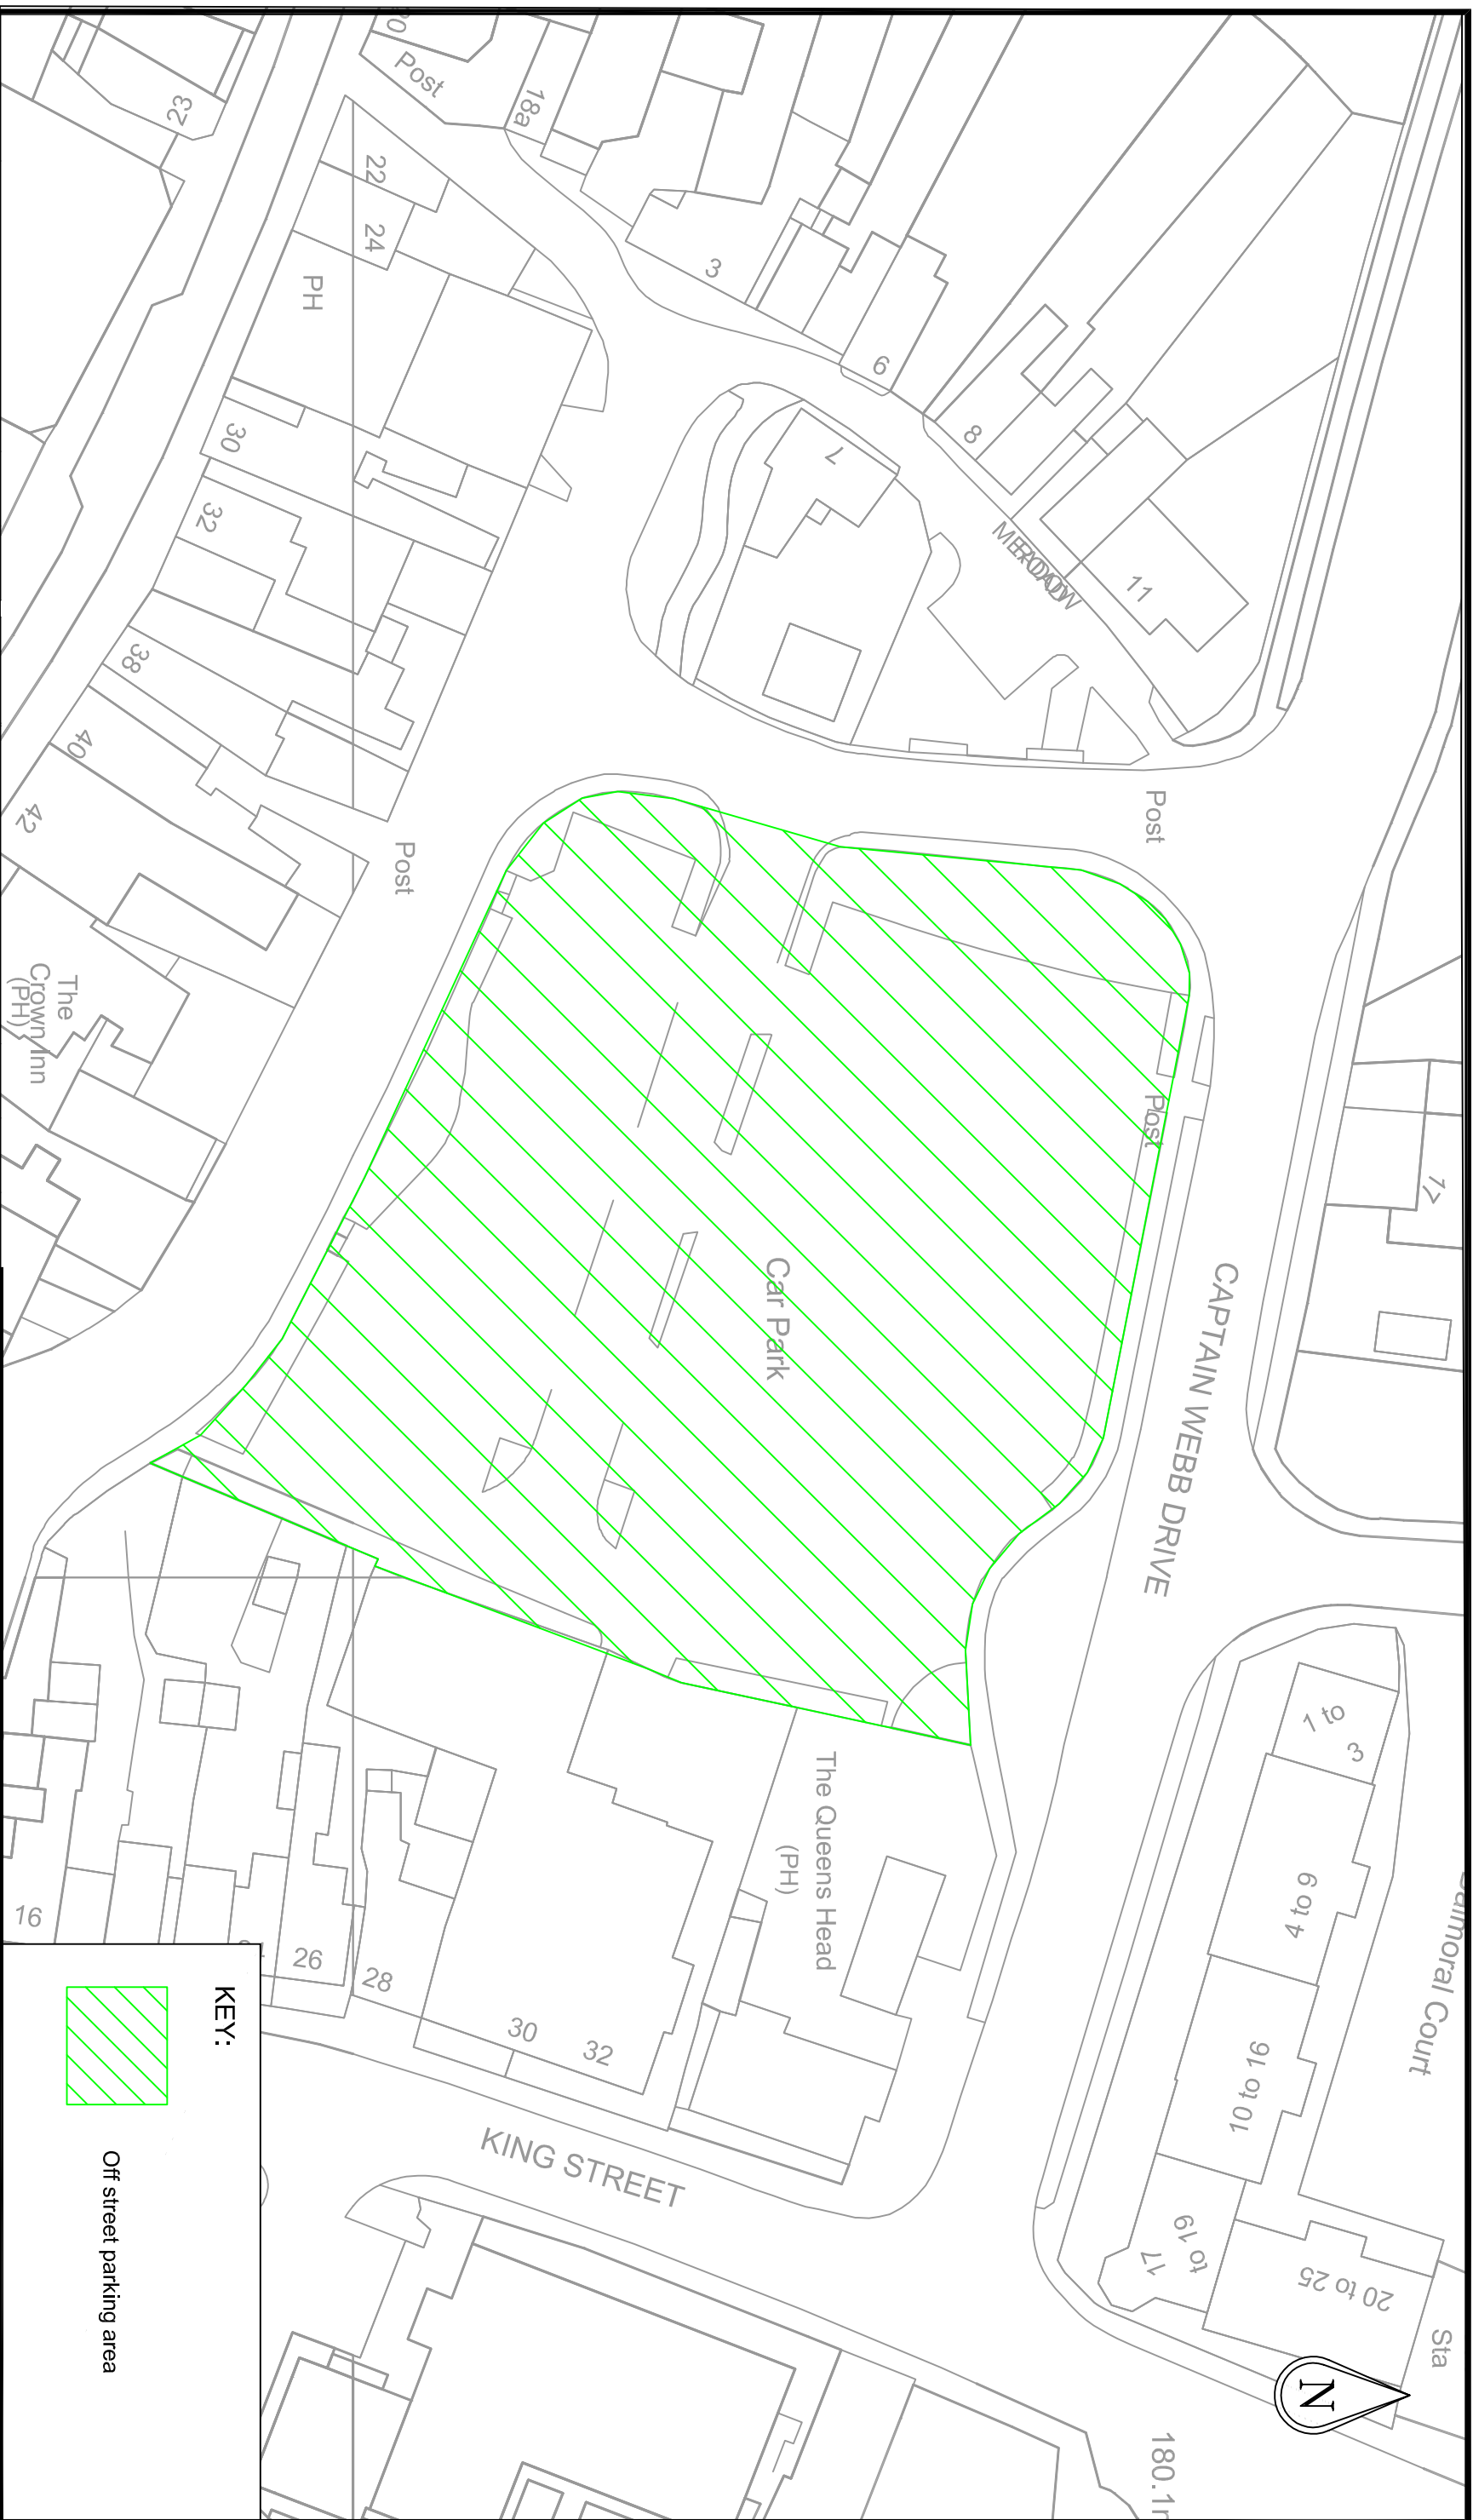 20
Post
18a
23
22
24
PH
3
6
8
7
MEADOW
ROAD
11
30
32
38
40
42
Post
Post
The
Crown Inn
(PH)
Post
17
Car Park
CAPTAIN WEBB DRIVE
1 to
3
4 to 9
10 to 16
17
to 19
20 to 25
Balmoral Court
Sta
The Queens Head
(PH)
16
26
28
30
32
KING STREET
N
180.1
KEY:
Off street parking area